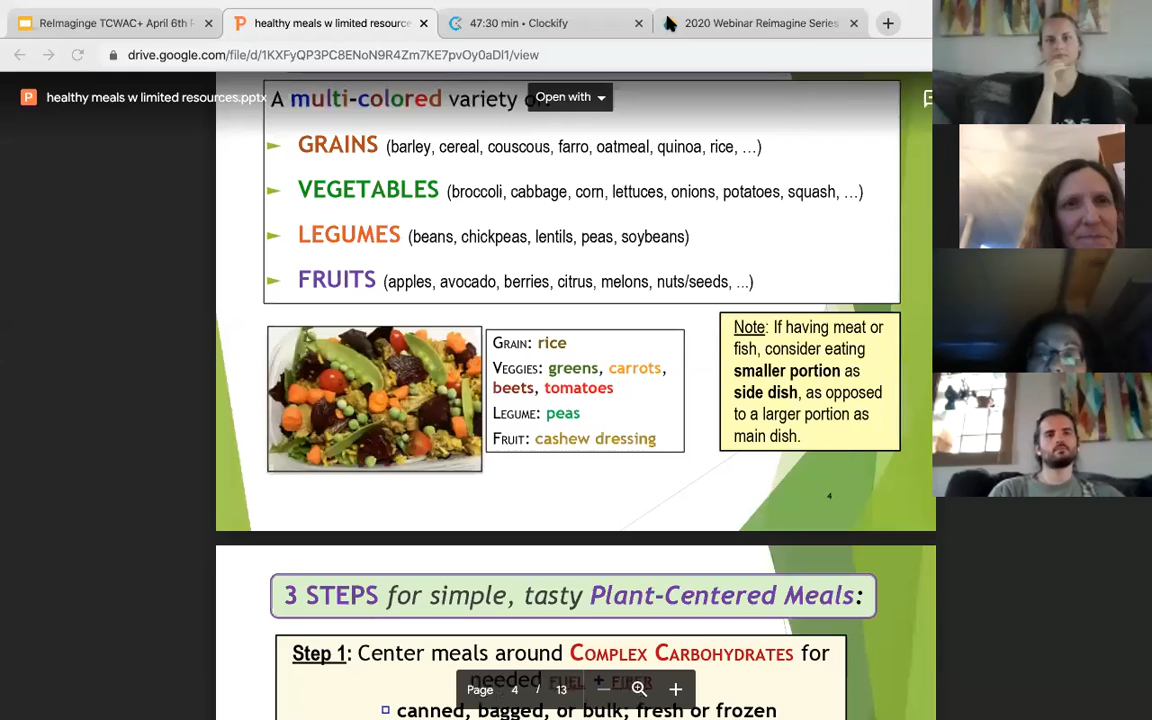 ReImaginge TCWAC+ April 6th
healthy meals w limited resource
47:30 min • Clockify
2020 Webinar Reimagine Series
drive.google.com/file/d/1KXFyQP3PC8ENoN9R4Zm7KE7pvOy0aDl1/view
healthy meals w limited resources.pptx
Open with
A multi-colored variety of
GRAINS (barley, cereal, couscous, farro, oatmeal, quinoa, rice, …)
VEGETABLES (broccoli, cabbage, corn, lettuces, onions, potatoes, squash, …)
LEGUMES (beans, chickpeas, lentils, peas, soybeans)
FRUITS (apples, avocado, berries, citrus, melons, nuts/seeds, ...)
GRAIN: rice
VEGGIES: greens, carrots,
beets, tomatoes
LEGUME: peas
FRUIT: cashew dressing
Note: If having meat or
fish, consider eating
smaller portion as
side dish, as opposed
to a larger portion as
main dish.
4
3 STEPS for simple, tasty Plant-Centered Meals:
Step 1: Center meals around COMPLEX CARBOHYDRATES for
needed FUEL + FIBER
canned, bagged, or bulk; fresh or frozen
Page 4 / 13